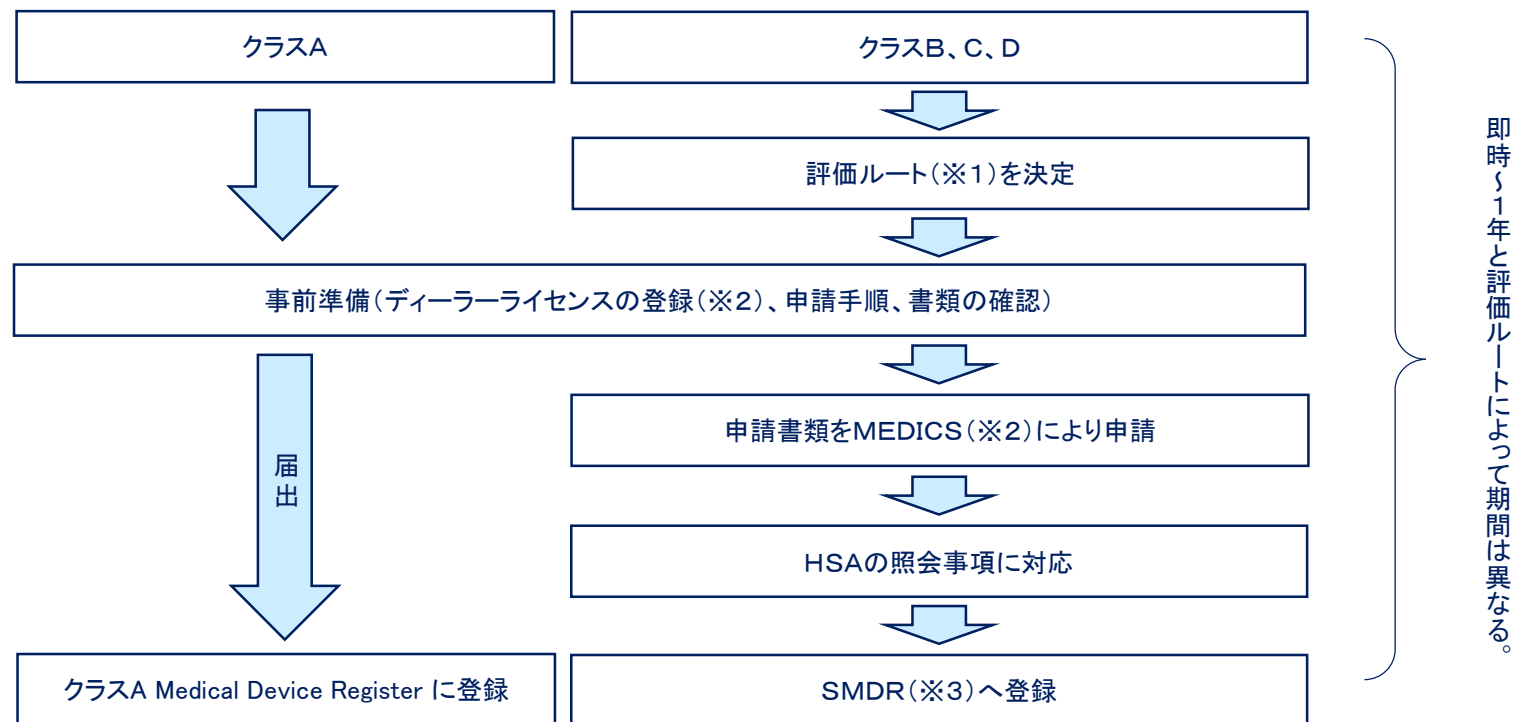 クラスA
クラスB、C、D
評価ルート(※1)を決定
事前準備(ディーラーライセンスの登録(※2)、申請手順、書類の確認)
申請書類をMEDICS(※2)により申請
届出
HSAの照会事項に対応
クラスA Medical Device Register に登録
SMDR(※3)へ登録
即時~1年と評価ルートによって期間は異なる。